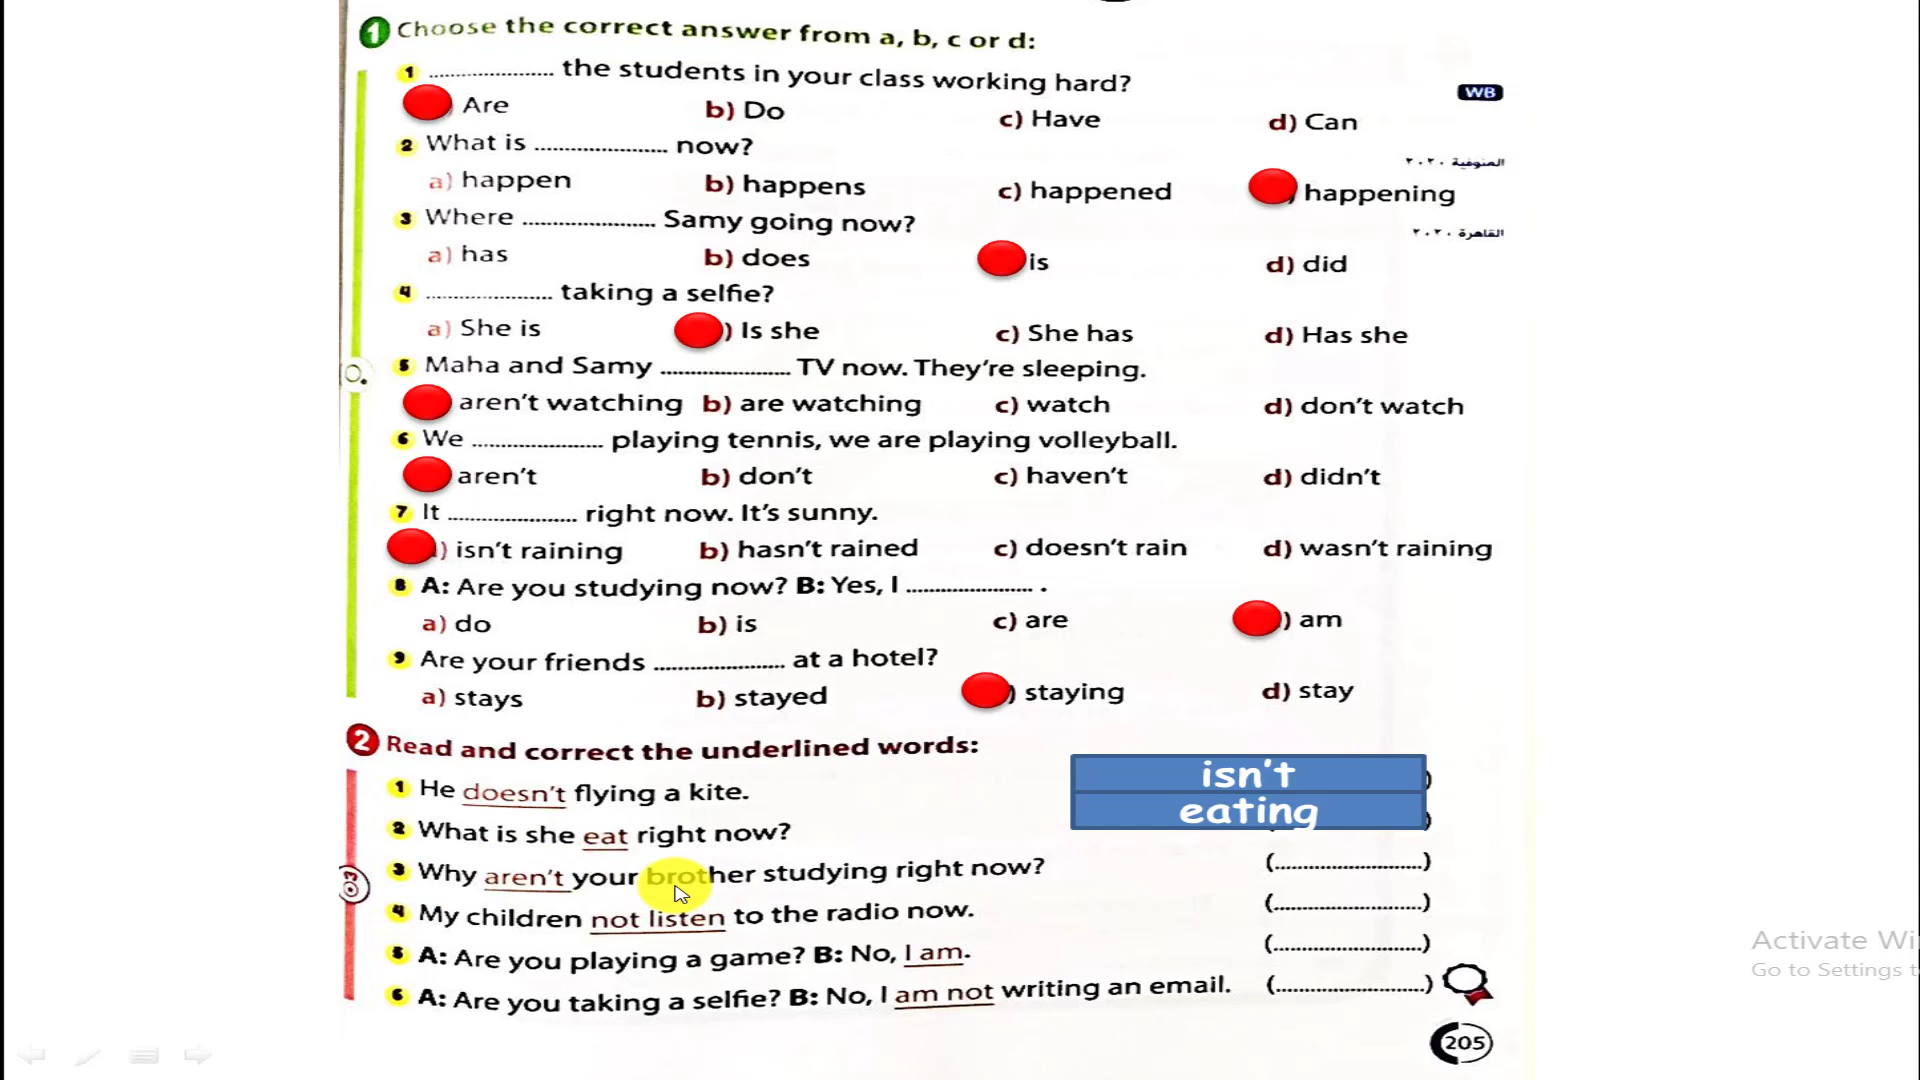 1 Choose the correct answer from a, b, c or d:
1 ........................ the students in your class working hard?
WB
Are b) Do c) Have d) Can
2 What is ........................ now?
المنوفية ٢٠٢٠
a) happen b) happens c) happened happening
3 Where ........................ Samy going now?
القاهرة ٢٠٢٠
a) has b) does is d) did
4 ........................ taking a selfie?
a) She is ) Is she c) She has d) Has she
5 Maha and Samy ........................ TV now. They're sleeping.
aren't watching b) are watching c) watch d) don't watch
6 We ........................ playing tennis, we are playing volleyball.
aren't b) don't c) haven't d) didn't
7 It ........................ right now. It's sunny.
) isn't raining b) hasn't rained c) doesn't rain d) wasn't raining
8 A: Are you studying now? B: Yes, I ........................ .
a) do b) is c) are ) am
9 Are your friends ........................ at a hotel?
a) stays b) stayed ) staying d) stay
2 Read and correct the underlined words:
1 He doesn't flying a kite. isn't )
2 What is she eat right now? eating )
3 Why aren't your brother studying right now? (........................)
4 My children not listen to the radio now. (........................)
5 A: Are you playing a game? B: No, I am. (........................)
6 A: Are you taking a selfie? B: No, I am not writing an email. (........................)
205
Activate Wi
Go to Settings t